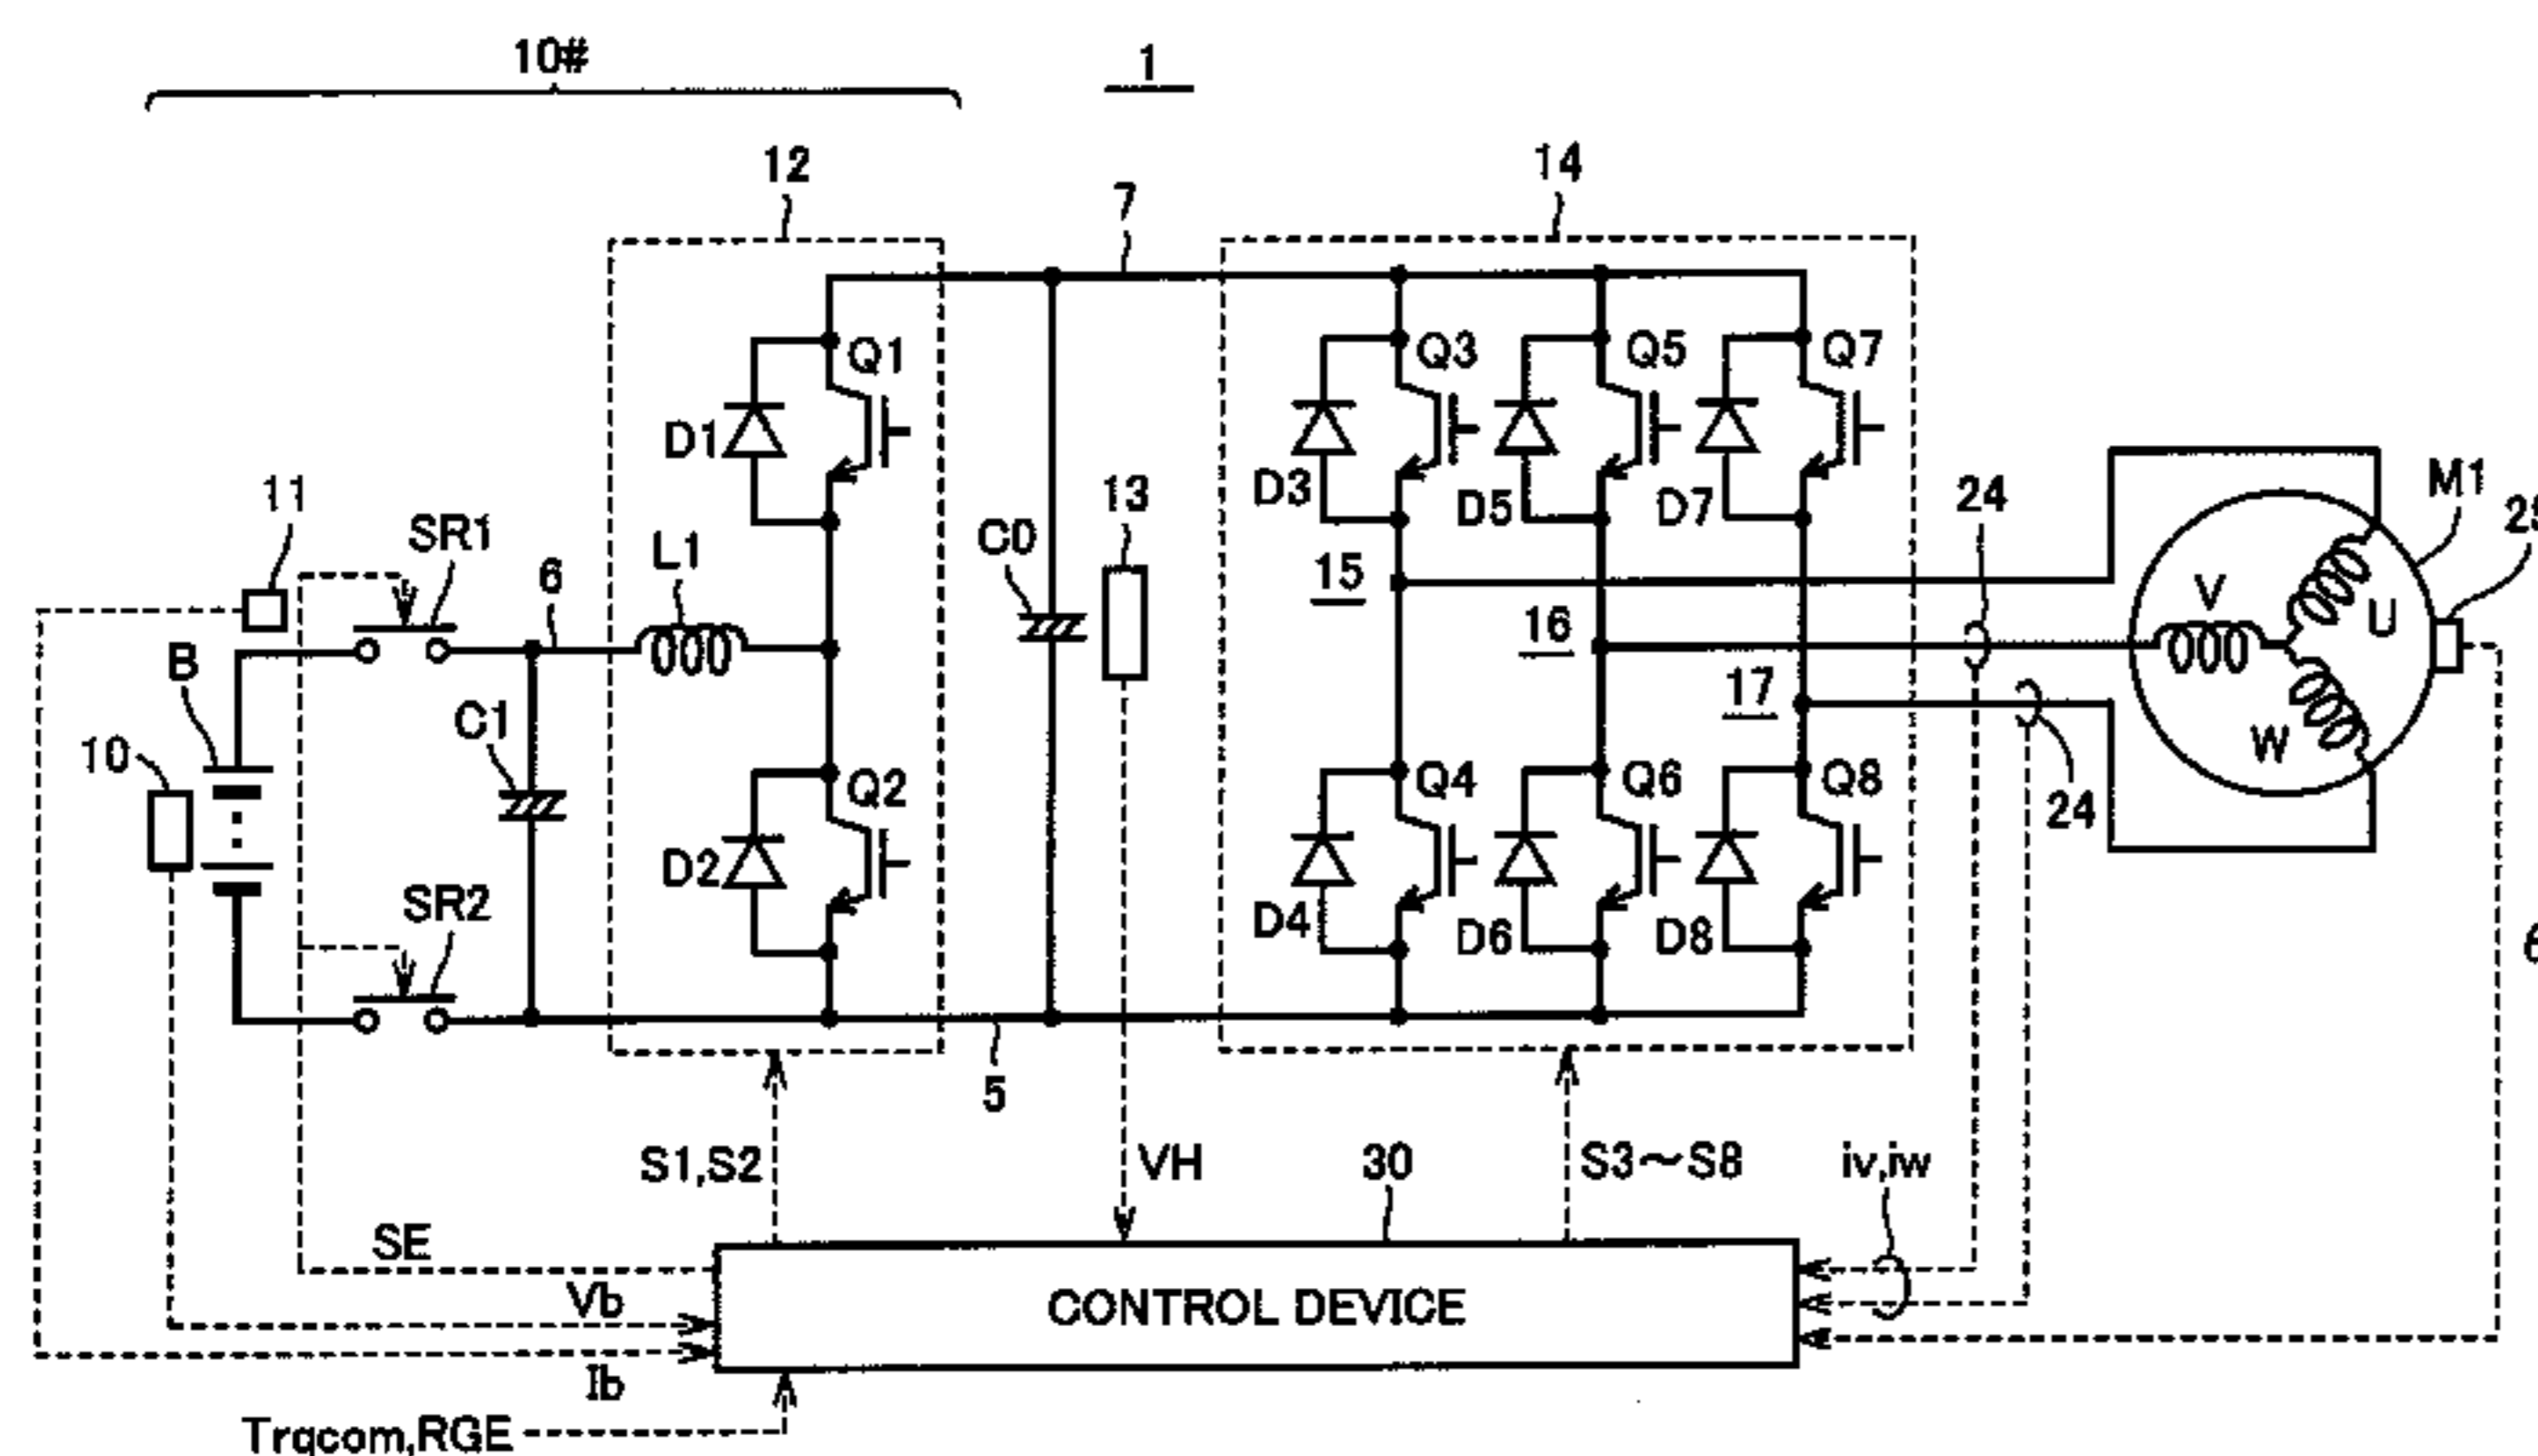 10#
1
12
14
7
Q1
Q3
Q5
Q7
D1
11
SR1
6
L1
C0
13
D3
D5
D7
24
M1
15
V
U
16
B
17
10
C1
W
Q2
Q4
Q6
Q8
24
D2
SR2
D4
D6
D8
5
S1,S2
VH
30
S3~S8
iv,iw
SE
Vb
CONTROL DEVICE
Ib
Trqcom,RGE